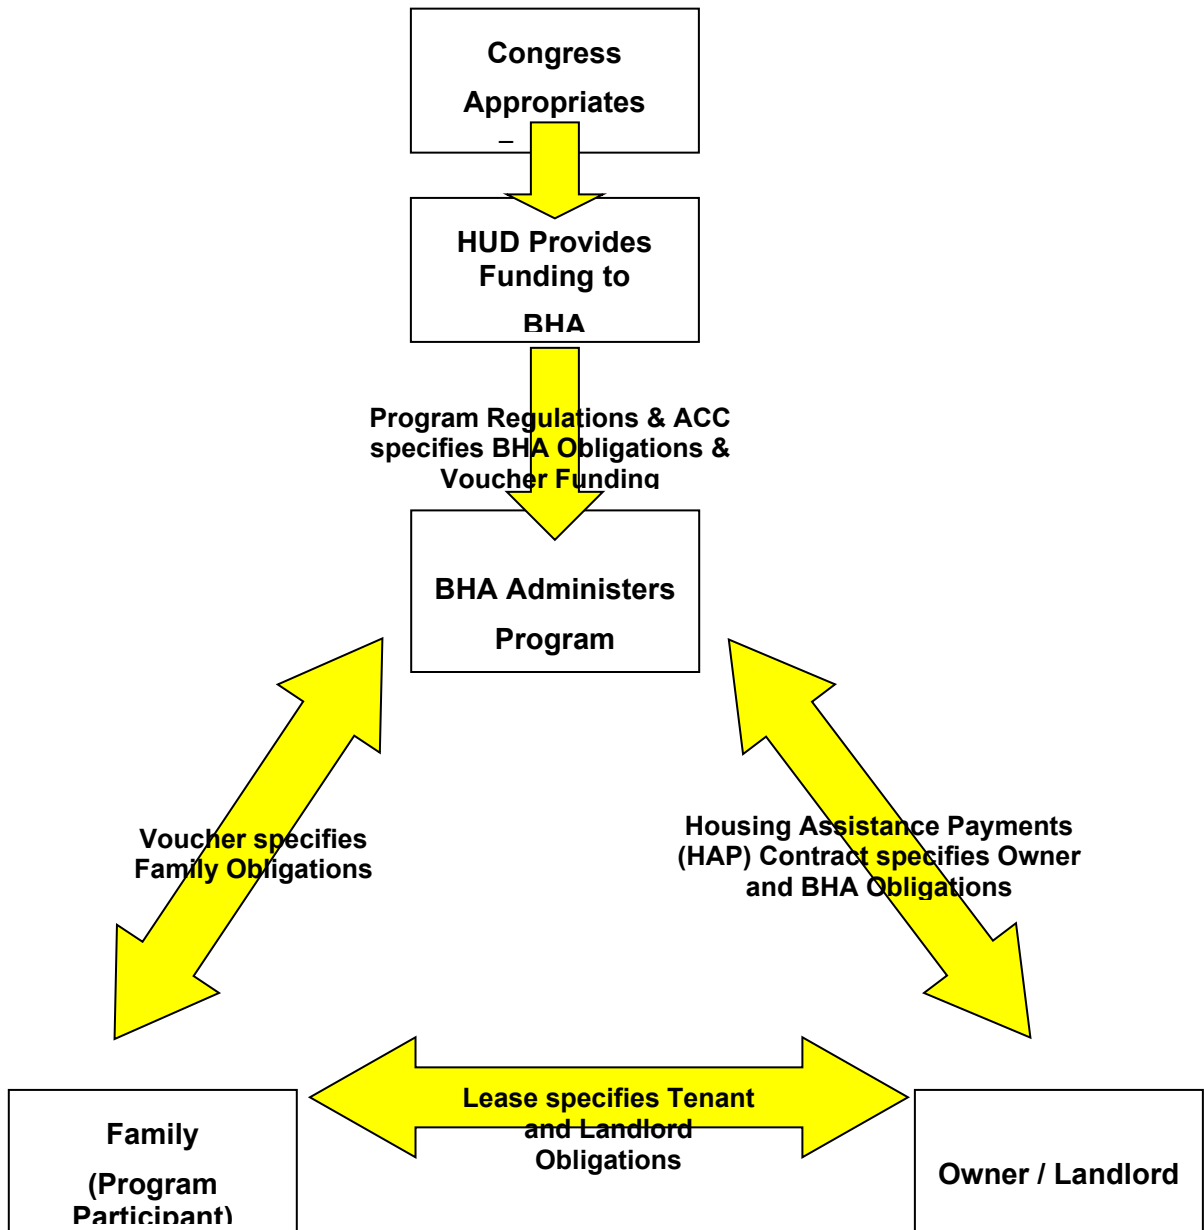 Congress
Appropriates
HUD Provides
Funding to
BHA
Program Regulations & ACC
specifies BHA Obligations &
Voucher Funding
BHA Administers
Program
Voucher specifies
Family Obligations
Housing Assistance Payments
(HAP) Contract specifies Owner
and BHA Obligations
Lease specifies Tenant
and Landlord
Obligations
Family
(Program
Participant)
Owner / Landlord